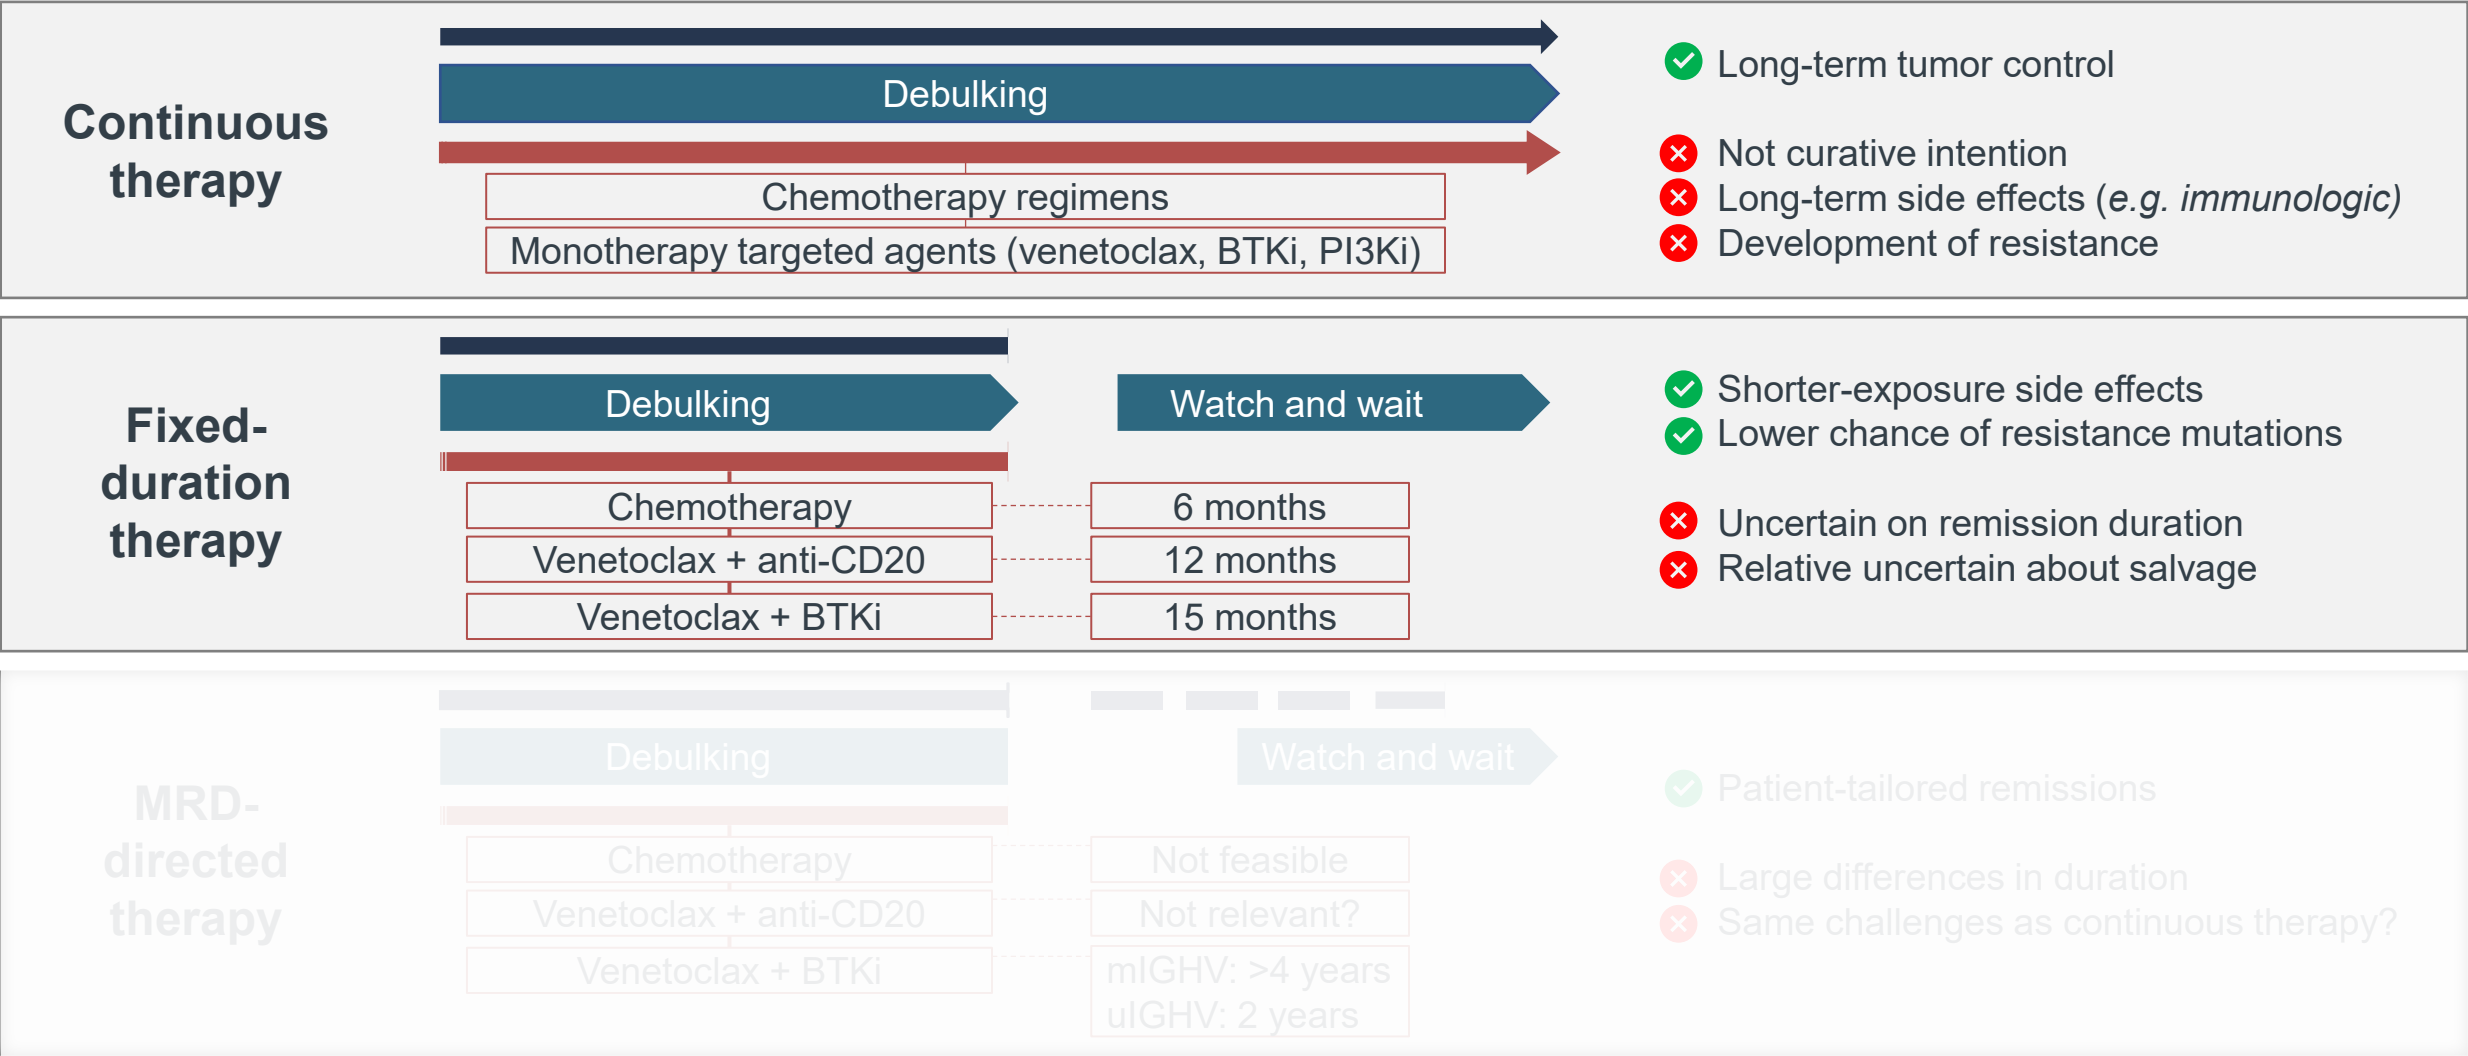 Continuous
therapy
Debulking
Chemotherapy regimens
Monotherapy targeted agents (venetoclax, BTKi, PI3Ki)
Long-term tumor control
Not curative intention
Long-term side effects (e.g. immunologic)
Development of resistance
Fixed-
duration
therapy
Debulking
Watch and wait
Chemotherapy
6 months
Venetoclax + anti-CD20
12 months
Venetoclax + BTKi
15 months
Shorter-exposure side effects
Lower chance of resistance mutations
Uncertain on remission duration
Relative uncertain about salvage
MRD-
directed
therapy
Debulking
Watch and wait
Chemotherapy
Not feasible
Venetoclax + anti-CD20
Not relevant?
Venetoclax + BTKi
mIGHV: >4 years
uIGHV: 2 years
Patient-tailored remissions
Large differences in duration
Same challenges as continuous therapy?